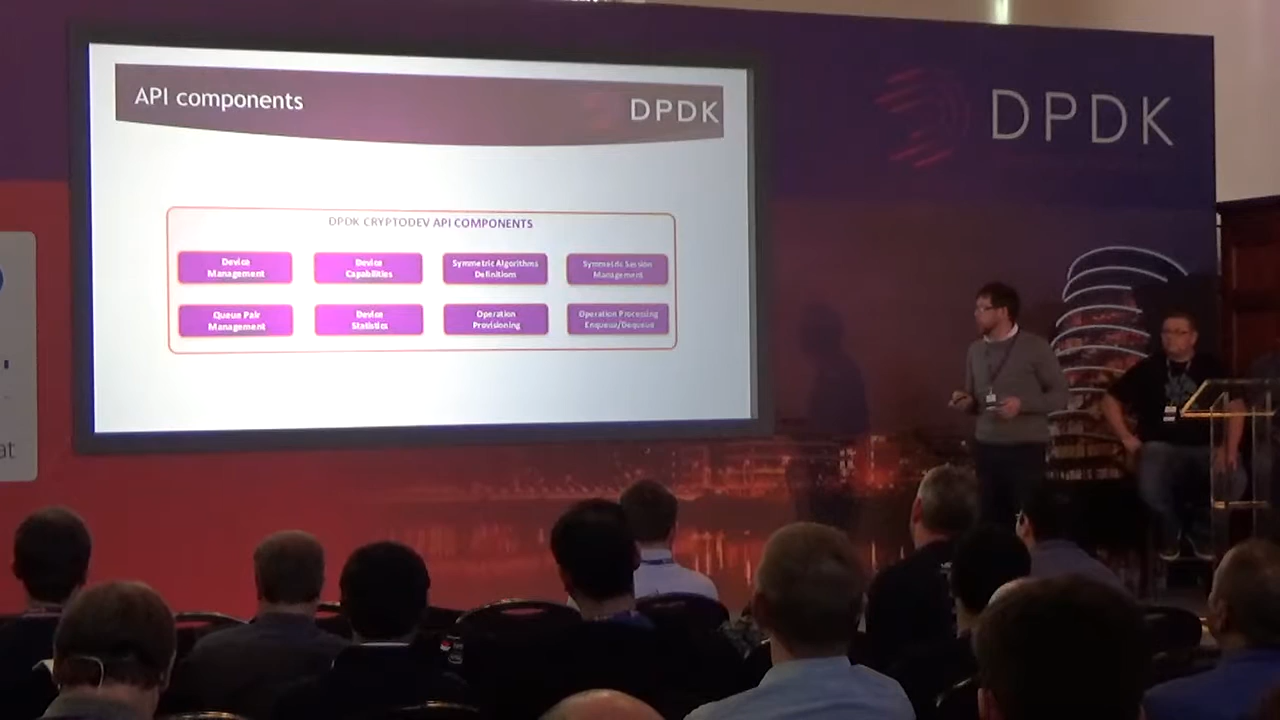 API components
DPDK
DPDK
DPDK CRYPTODEV API COMPONENTS
Device
Management
Device
Capabilities
Symmetric Algorithms
Definitions
Symmetric Session
Management
Queue Pair
Management
Device
Statistics
Operation
Provisioning
Operation Processing
Enqueue/Dequeue
at